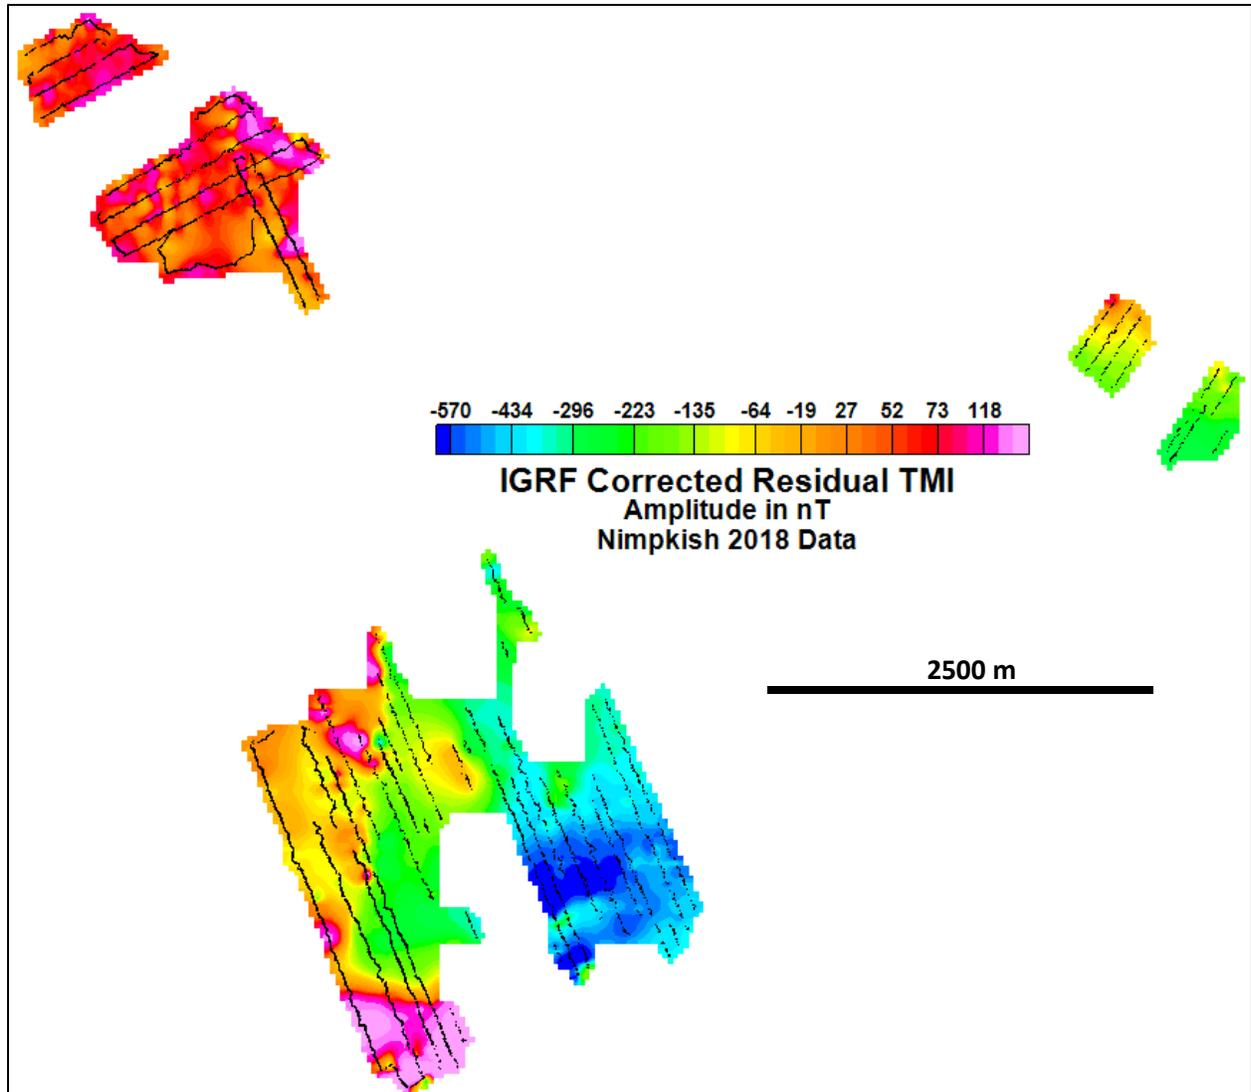 -570 -434 -296 -223 -135 -64 -19 27 52 73 118
IGRF Corrected Residual TMI
Amplitude in nT
Nimpkish 2018 Data
2500 m